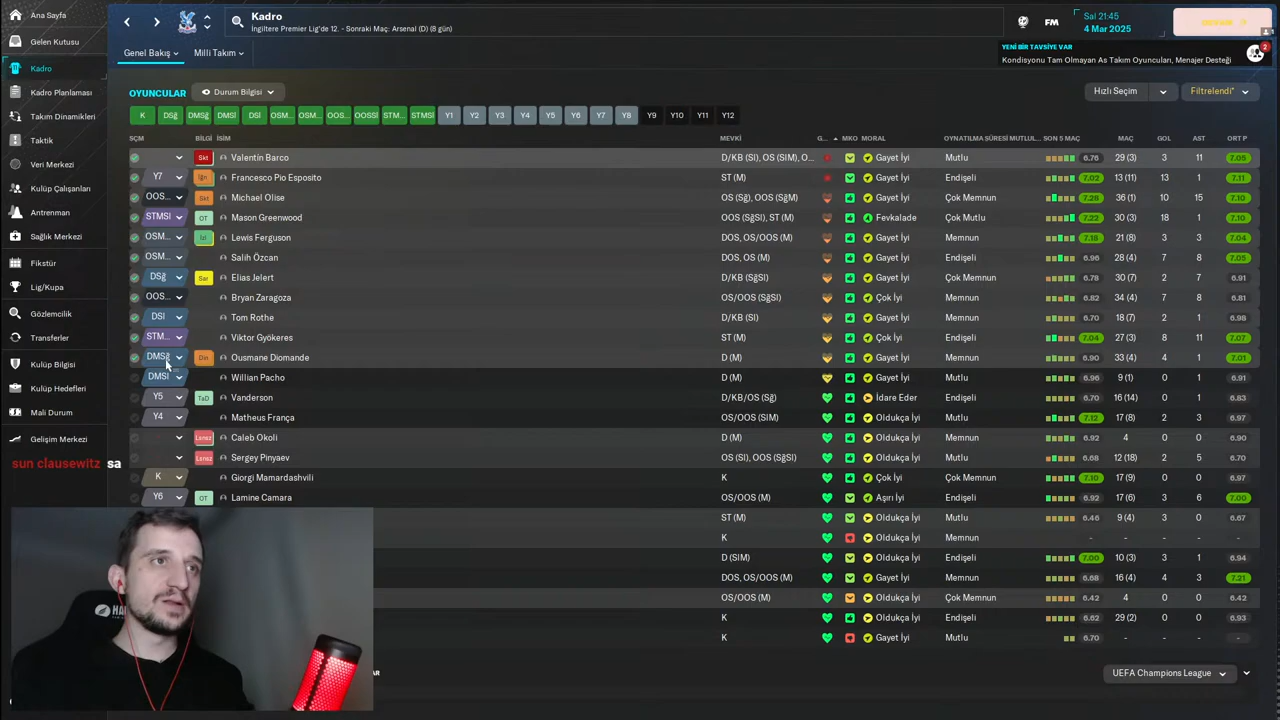 Ana Sayfa
Gelen Kutusu
Kadro
Kadro Planlaması
Takım Dinamikleri
Taktik
Veri Merkezi
Kulüp Çalışanları
Antrenman
Sağlık Merkezi
Fikstür
Lig/Kupa
Gözlemcilik
Transferler
Kulüp Bilgisi
Kulüp Hedefleri
Mali Durum
Gelişim Merkezi
sun clausewitz sa
Kadro
İngiltere Premier Lig'de 12. - Sonraki Maç: Arsenal (D) (8 gün)
FM
Sal 21:45
4 Mar 2025
Genel Bakış Milli Takım
YENİ BİR TAVSİYE VAR
Kondisyonu Tam Olmayan As Takım Oyuncuları, Menajer Desteği
2
OYUNCULAR Durum Bilgisi
Hızlı Seçim Filtrelendi*
K DSğ DMSğ DMSl DSl OSM... OSM... OOS... OOSSl STM... STMSl Y1 Y2 Y3 Y4 Y5 Y6 Y7 Y8 Y9 Y10 Y11 Y12
SÇM BİLGİ İSİM MEVKİ G... MKO MORAL OYNATILMA SÜRESİ MUTLUL... SON 5 MAÇ MAÇ GOL AST ORT P
Skt Valentín Barco D/KB (Sl), OS (SlM), O... Gayet İyi Mutlu 6.76 29 (3) 3 11 7.05
Y7 İğn Francesco Pio Esposito ST (M) Gayet İyi Endişeli 7.02 13 (11) 13 1 7.11
OOS... Skt Michael Olise OS (Sğ), OOS (SğM) Gayet İyi Çok Memnun 7.28 36 (1) 10 15 7.10
STMSl OT Mason Greenwood OOS (SğSl), ST (M) Fevkalade Çok Mutlu 7.22 30 (3) 18 1 7.10
OSM... İzl Lewis Ferguson DOS, OS/OOS (M) Gayet İyi Memnun 7.18 21 (8) 3 3 7.04
OSM... Salih Özcan DOS, OS (M) Gayet İyi Endişeli 6.96 28 (4) 7 8 7.05
DSğ Sar Elias Jelert D/KB (SğSl) Gayet İyi Çok Memnun 6.78 30 (7) 2 7 6.91
OOS... Bryan Zaragoza OS/OOS (SğSl) Çok İyi Memnun 6.82 34 (4) 7 8 6.81
DSl Tom Rothe D/KB (Sl) Gayet İyi Memnun 6.70 18 (7) 2 1 6.98
STM... Viktor Gyökeres ST (M) Çok İyi Endişeli 7.04 27 (3) 8 11 7.07
DMSğ Din Ousmane Diomande D (M) Gayet İyi Memnun 6.90 33 (4) 4 1 7.01
DMSl Willian Pacho D (M) Gayet İyi Mutlu 6.96 9 (1) 0 1 6.91
Y5 TaD Vanderson D/KB/OS (Sğ) İdare Eder Endişeli 6.70 16 (14) 0 1 6.83
Y4 Matheus França OS/OOS (SlM) Oldukça İyi Mutlu 7.12 17 (8) 2 3 6.97
Lansz Caleb Okoli D (M) Oldukça İyi Mutlu 6.92 4 0 0 6.90
Lansz Sergey Pinyaev OS (Sl), OOS (SğSl) Oldukça İyi Mutlu 6.68 12 (18) 2 5 6.70
K Giorgi Mamardashvili K Çok İyi Çok Memnun 7.10 17 (9) 0 0 6.97
Y6 OT Lamine Camara OS/OOS (M) Aşırı İyi Endişeli 6.92 17 (6) 3 6 7.00
ST (M) Oldukça İyi Mutlu 6.46 9 (4) 3 0 6.67
K Oldukça İyi Memnun - - - - -
D (SlM) Oldukça İyi Endişeli 7.00 10 (3) 3 1 6.94
DOS, OS/OOS (M) Gayet İyi Memnun 6.68 16 (4) 4 3 7.21
OS/OOS (M) Oldukça İyi Çok Memnun 6.42 4 0 0 6.42
K Oldukça İyi Endişeli 6.62 29 (2) 0 0 6.93
K Gayet İyi Mutlu 6.70 - - - -
UEFA Champions League